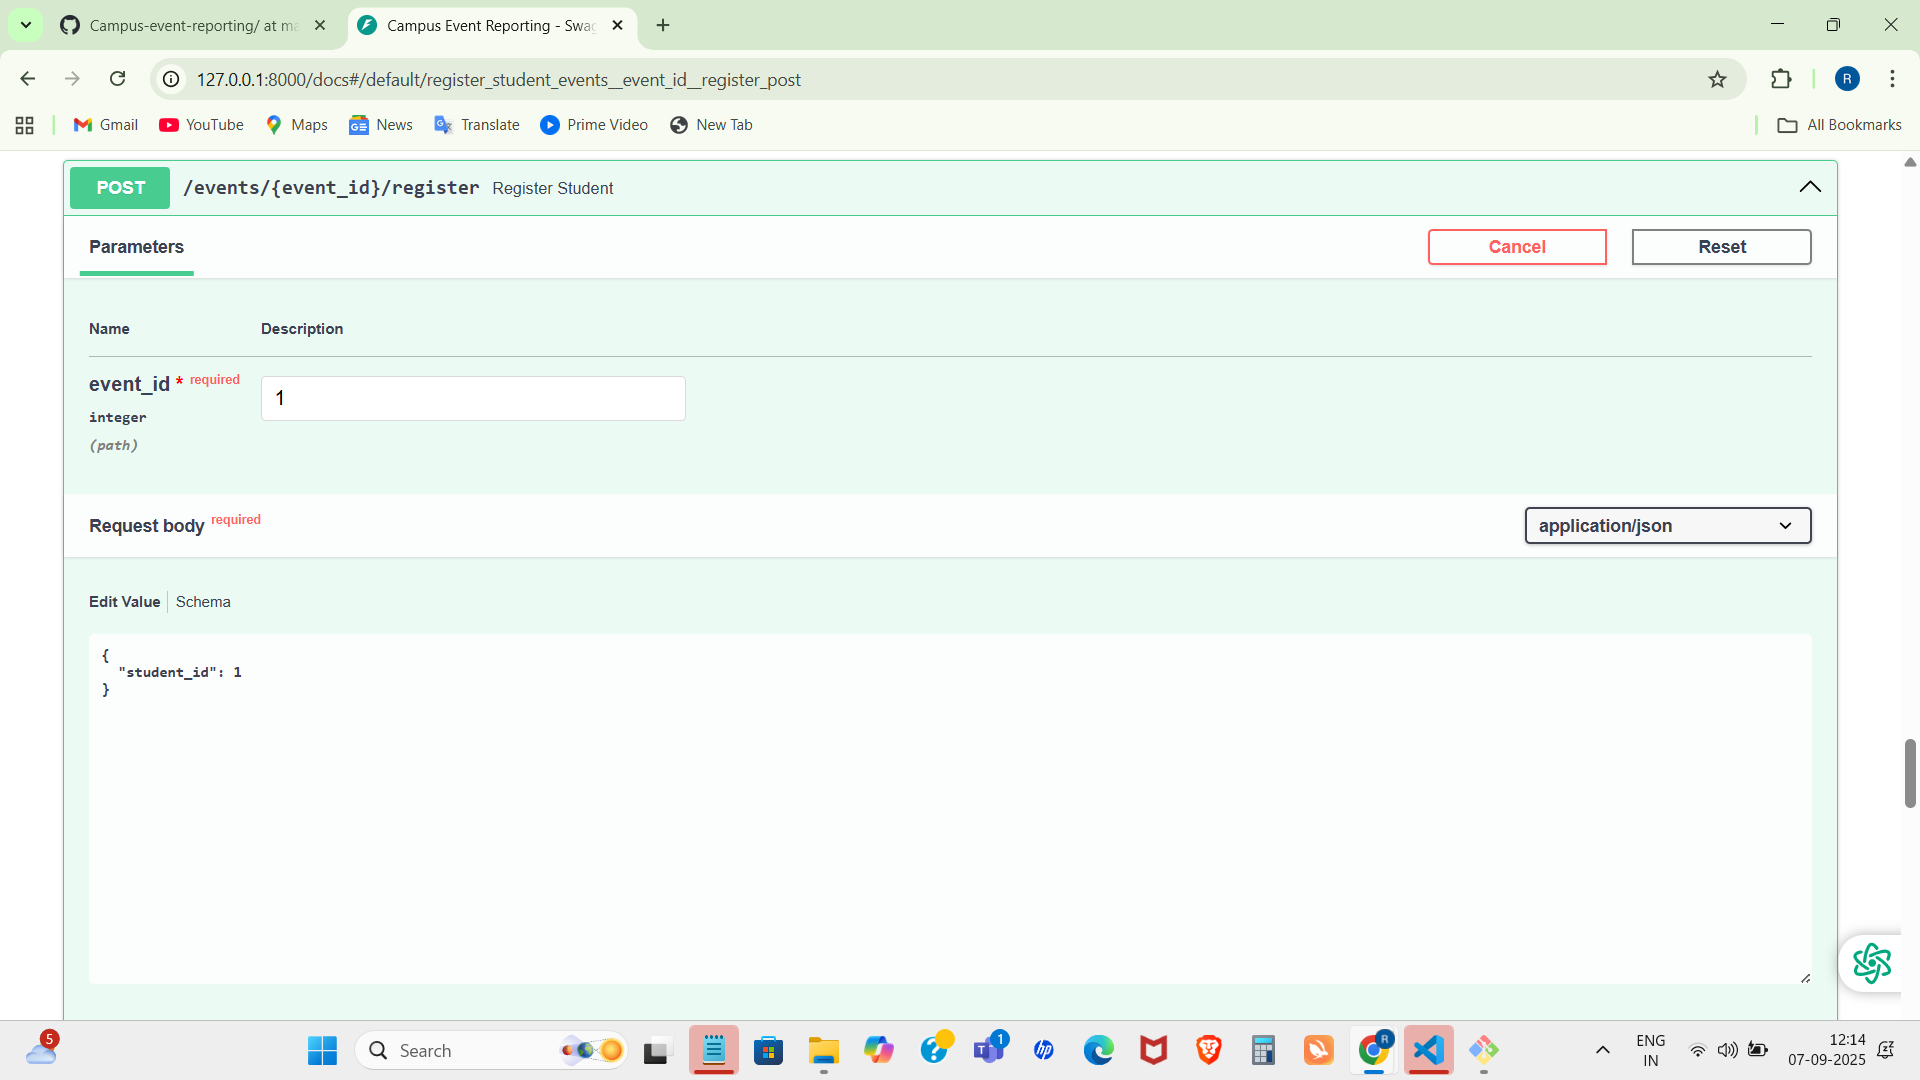 Campus-event-reporting/ at ma
Campus Event Reporting - Swag
127.0.0.1:8000/docs#/default/register_student_events__event_id__register_post
R
Gmail
YouTube
Maps
News
Translate
Prime Video
New Tab
All Bookmarks
POST
/events/{event_id}/register
Register Student
Parameters
Cancel
Reset
Name
Description
event_id * required
integer
(path)
1
Request body required
application/json
Edit Value
Schema
{
"student_id": 1
}
5
Search
1
R
ENG
IN
12:14
07-09-2025